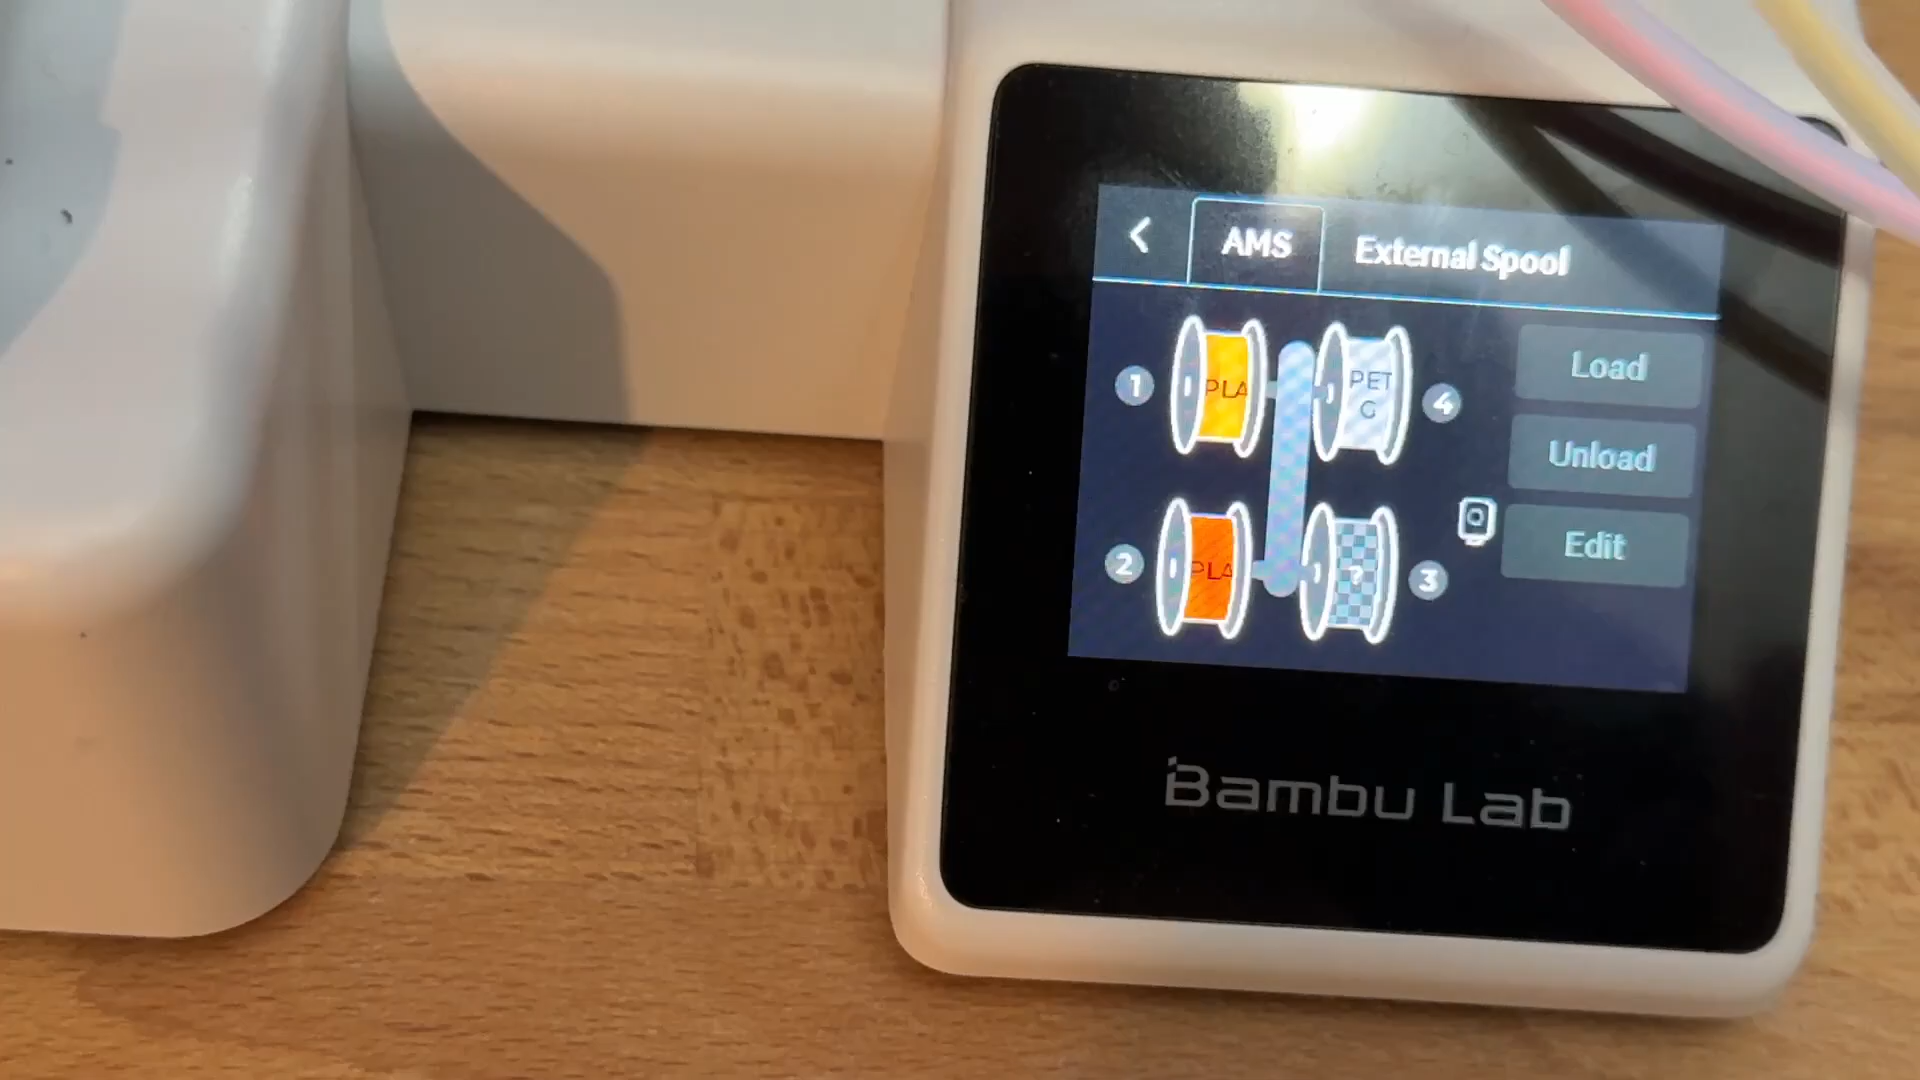 AMS External Spool
1 PLA PET G 4 Load
Unload
2 PLA ? 3 Edit
Bambu Lab